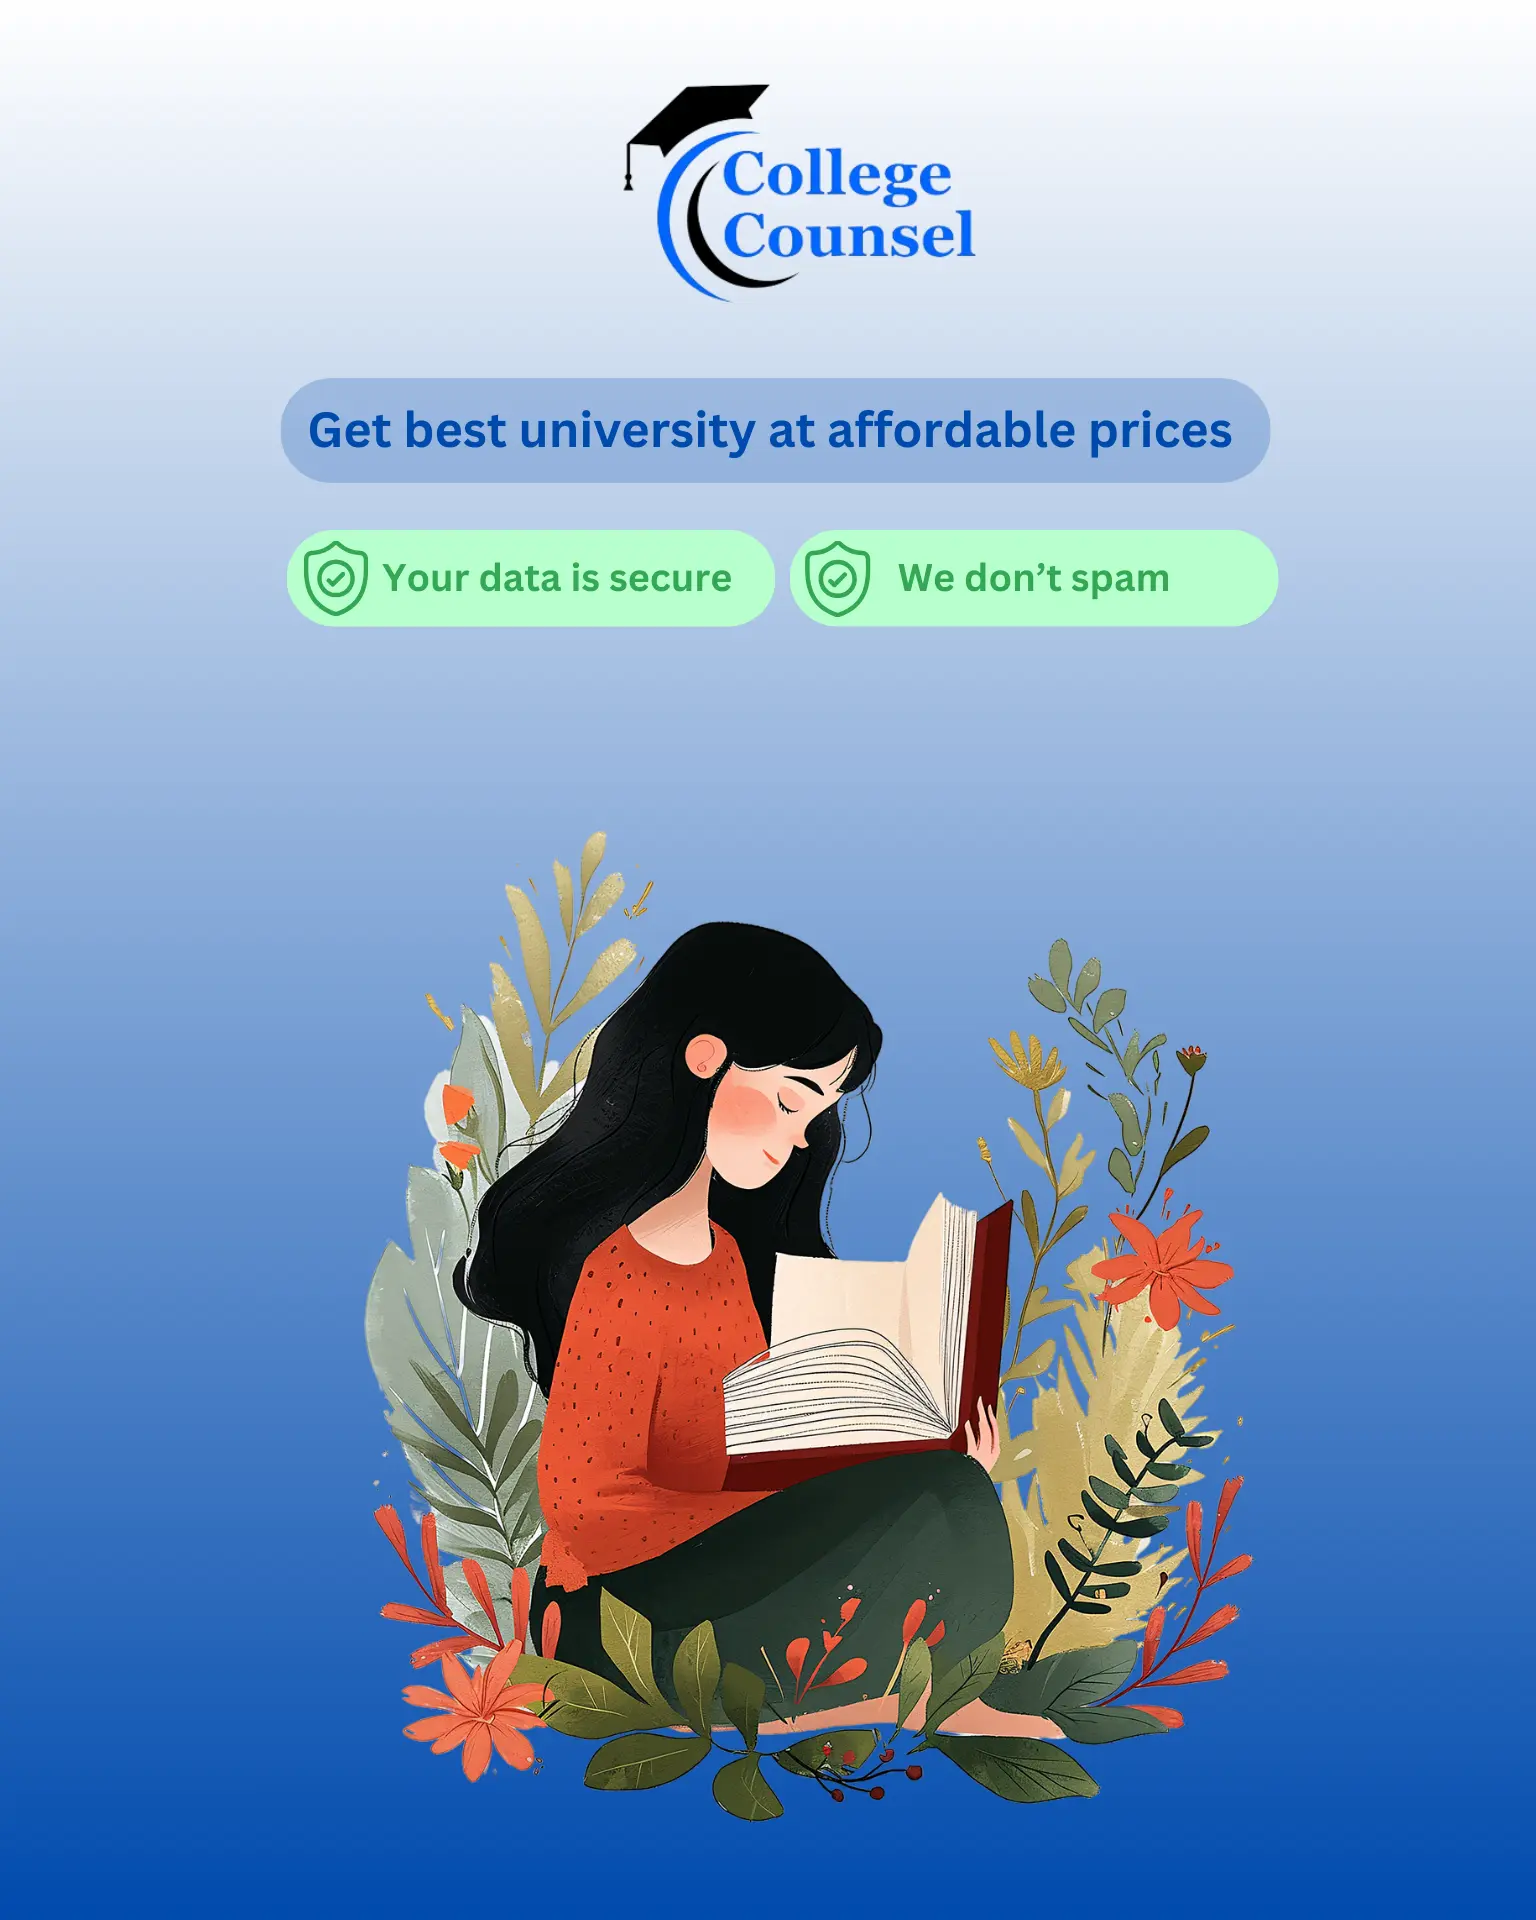 College
Counsel
Get best university at affordable prices
Your data is secure
We don’t spam